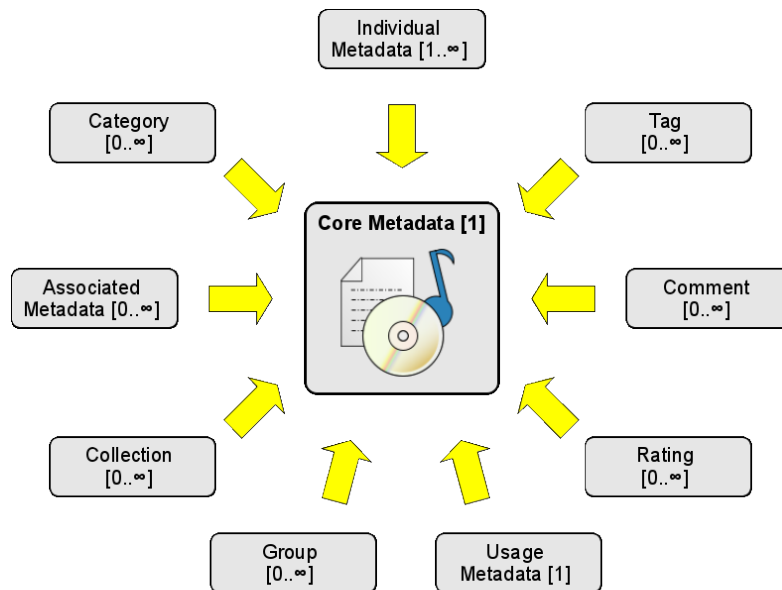 Individual
Metadata [1..∞]
Category
[0..∞]
Tag
[0..∞]
Core Metadata [1]
Associated
Metadata [0..∞]
Comment
[0..∞]
Collection
[0..∞]
Rating
[0..∞]
Group
[0..∞]
Usage
Metadata [1]